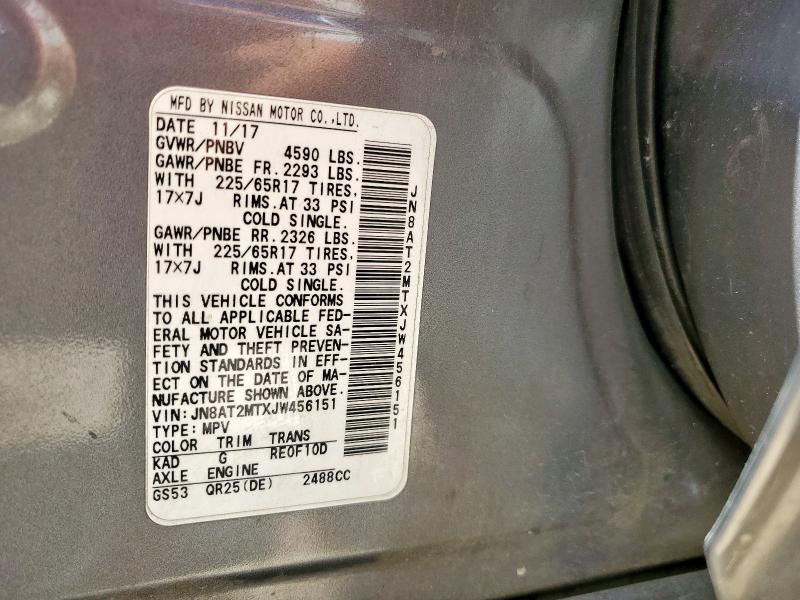 MFD BY NISSAN MOTOR CO.,LTD.
DATE 11/17
GVWR/PNBV 4590 LBS.
GAWR/PNBE FR. 2293 LBS.
WITH 225/65R17 TIRES,
17×7J RIMS.AT 33 PSI
COLD SINGLE.
GAWR/PNBE RR. 2326 LBS.
WITH 225/65R17 TIRES,
17×7J RIMS.AT 33 PSI
COLD SINGLE.
THIS VEHICLE CONFORMS
TO ALL APPLICABLE FED-
ERAL MOTOR VEHICLE SA-
FETY AND THEFT PREVEN-
TION STANDARDS IN EFF-
ECT ON THE DATE OF MA-
NUFACTURE SHOWN ABOVE.
VIN: JN8AT2MTXJW456151
TYPE: MPV
COLOR TRIM TRANS
KAD G RE0F10D
AXLE ENGINE
GS53 QR25(DE) 2488CC
JN8AT2MTXJW456151